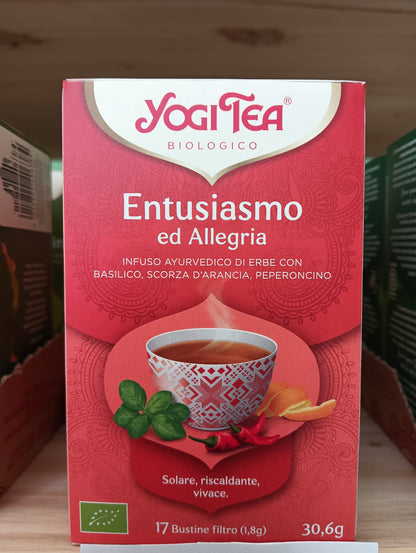 YOGI TEA®
BIOLOGICO
Entusiasmo
ed Allegria
INFUSO AYURVEDICO DI ERBE CON
BASILICO, SCORZA D'ARANCIA, PEPERONCINO
Solare, riscaldante,
vivace.
17 Bustine filtro (1,8g) 30,6g